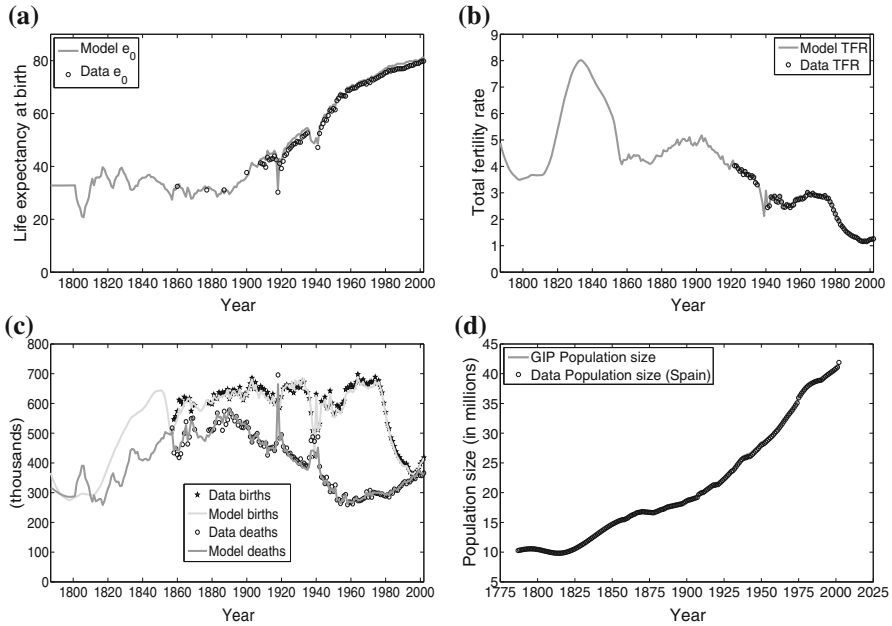 (a)
Life expectancy at birth
80
60
40
20
0
Model e0
Data e0
1800 1820 1840 1860 1880 1900 1920 1940 1960 1980 2000
Year
(b)
Total fertility rate
9
8
7
6
5
4
3
2
1
0
Model TFR
Data TFR
1800 1820 1840 1860 1880 1900 1920 1940 1960 1980 2000
Year
(c)
(thousands)
800
700
600
500
400
300
200
100
0
Data births
Model births
Data deaths
Model deaths
1800 1820 1840 1860 1880 1900 1920 1940 1960 1980 2000
Year
(d)
Population size (in millions)
45
40
35
30
25
20
15
10
5
GIP Population size
Data Population size (Spain)
1775 1800 1825 1850 1875 1900 1925 1950 1975 2000 2025
Year